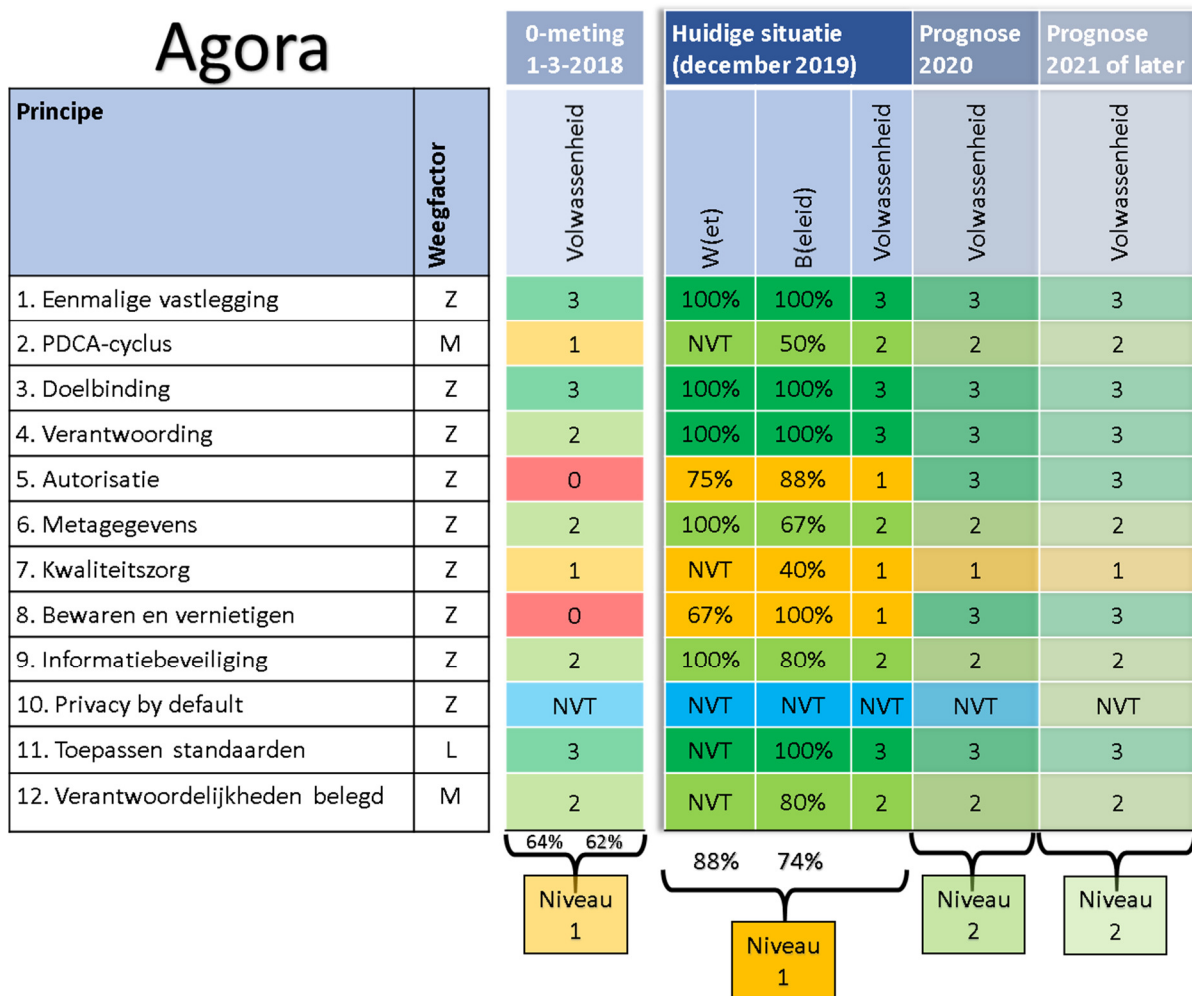 Agora
0-meting
1-3-2018
Huidige situatie
(december 2019)
Prognose
2020
Prognose
2021 of later
Principe
Weegfactor
Volwassenheid
W(et)
B(eleid)
Volwassenheid
Volwassenheid
Volwassenheid
1. Eenmalige vastlegging Z 3 100% 100% 3 3 3
2. PDCA-cyclus M 1 NVT 50% 2 2 2
3. Doelbinding Z 3 100% 100% 3 3 3
4. Verantwoording Z 2 100% 100% 3 3 3
5. Autorisatie Z 0 75% 88% 1 3 3
6. Metagegevens Z 2 100% 67% 2 2 2
7. Kwaliteitszorg Z 1 NVT 40% 1 1 1
8. Bewaren en vernietigen Z 0 67% 100% 1 3 3
9. Informatiebeveiliging Z 2 100% 80% 2 2 2
10. Privacy by default Z NVT NVT NVT NVT NVT NVT
11. Toepassen standaarden L 3 NVT 100% 3 3 3
12. Verantwoordelijkheden belegd M 2 NVT 80% 2 2 2
64% 62%
88% 74%
Niveau
1
Niveau
1
Niveau
2
Niveau
2